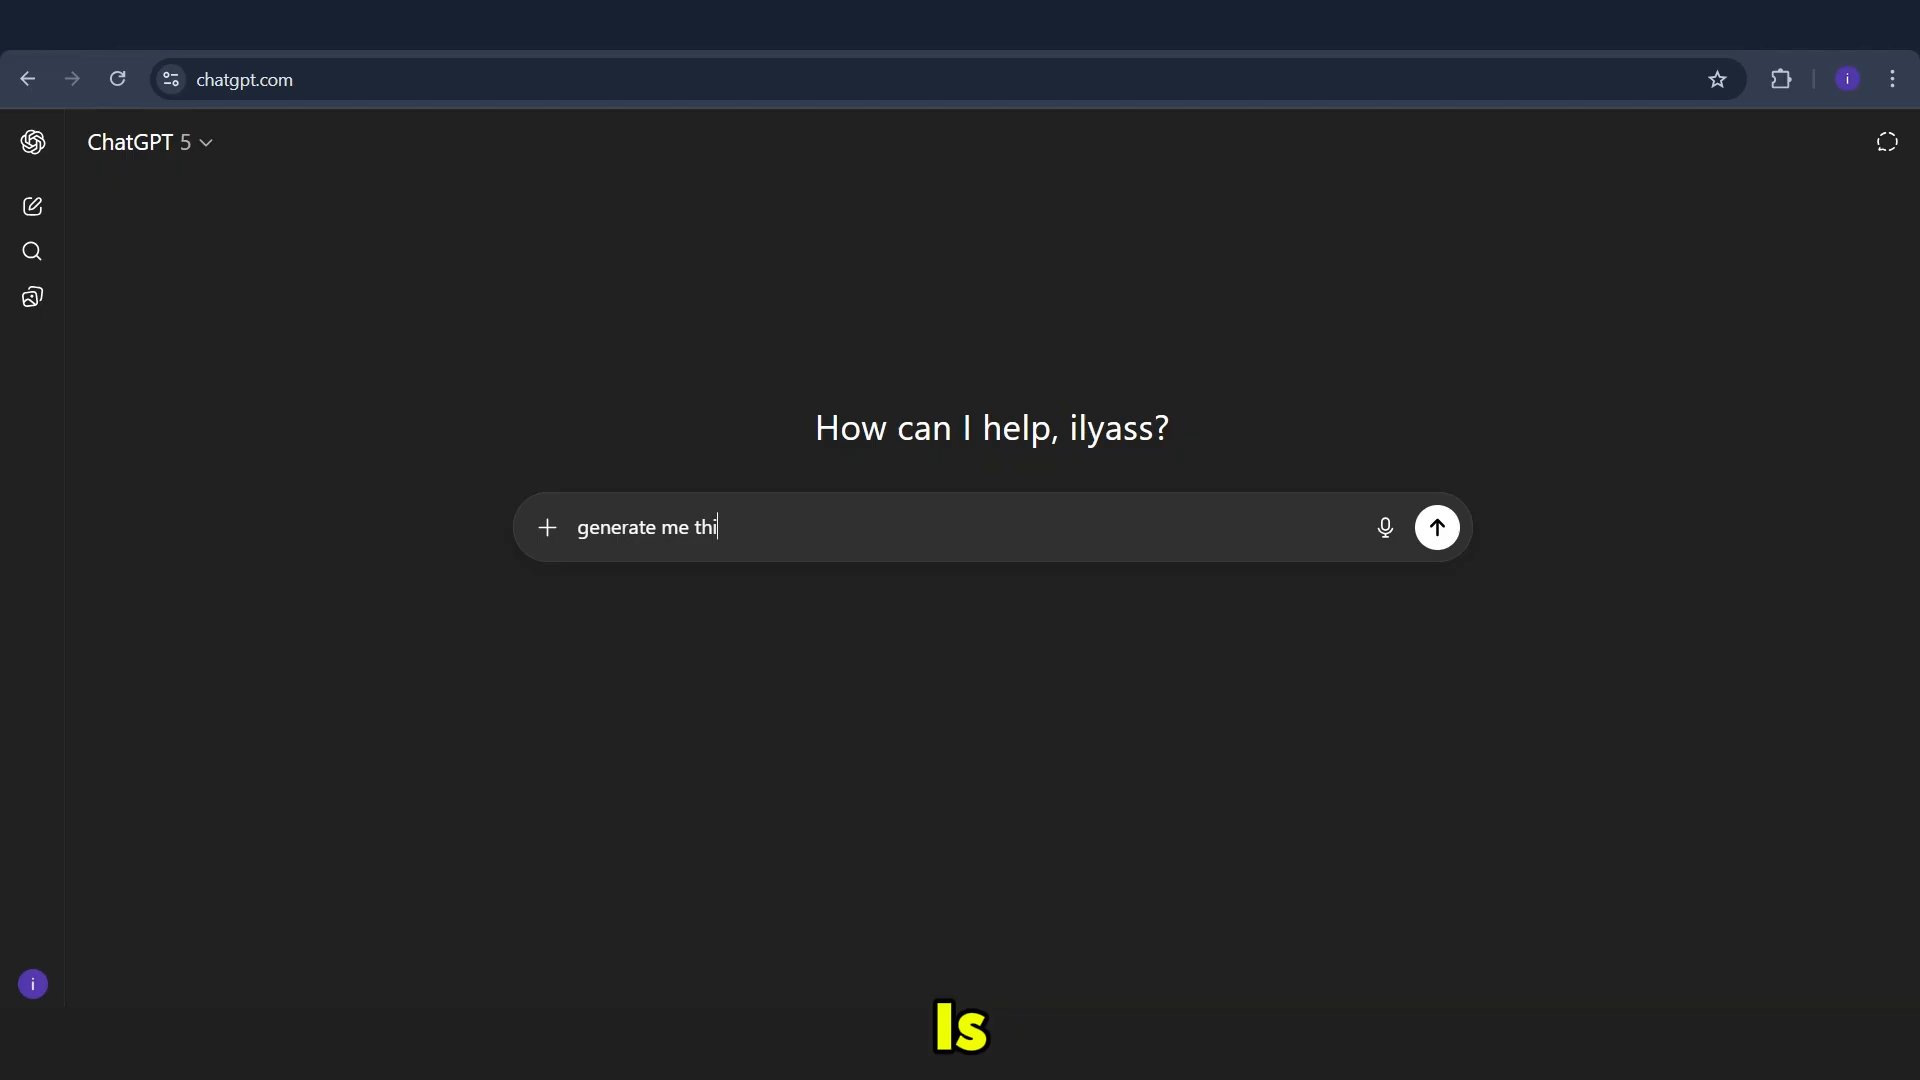 chatgpt.com
i
ChatGPT 5
How can I help, ilyass?
generate me thi
i
Is